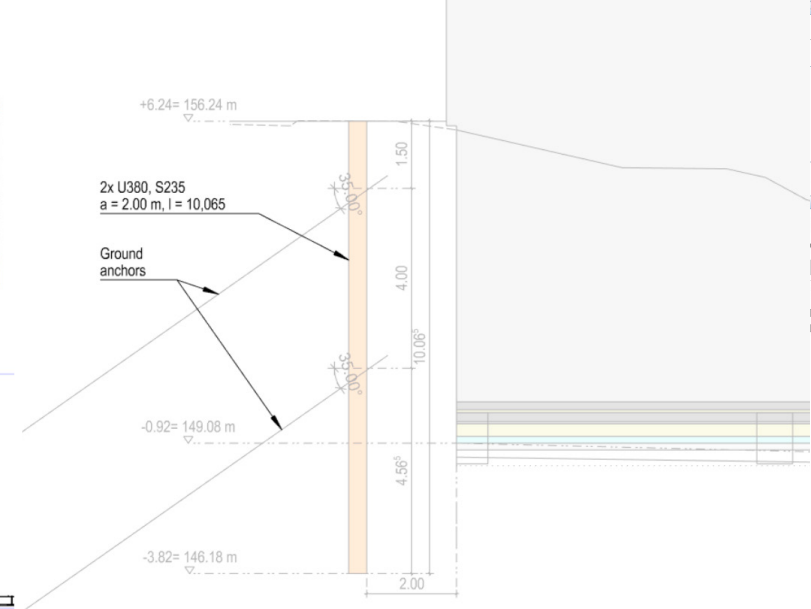 +6.24= 156.24 m
1.50
35.00°
2x U380, S235
a = 2.00 m, l = 10,065
Ground
anchors
4.00
10.06⁵
35.00°
-0.92= 149.08 m
4.56⁵
-3.82= 146.18 m
2.00